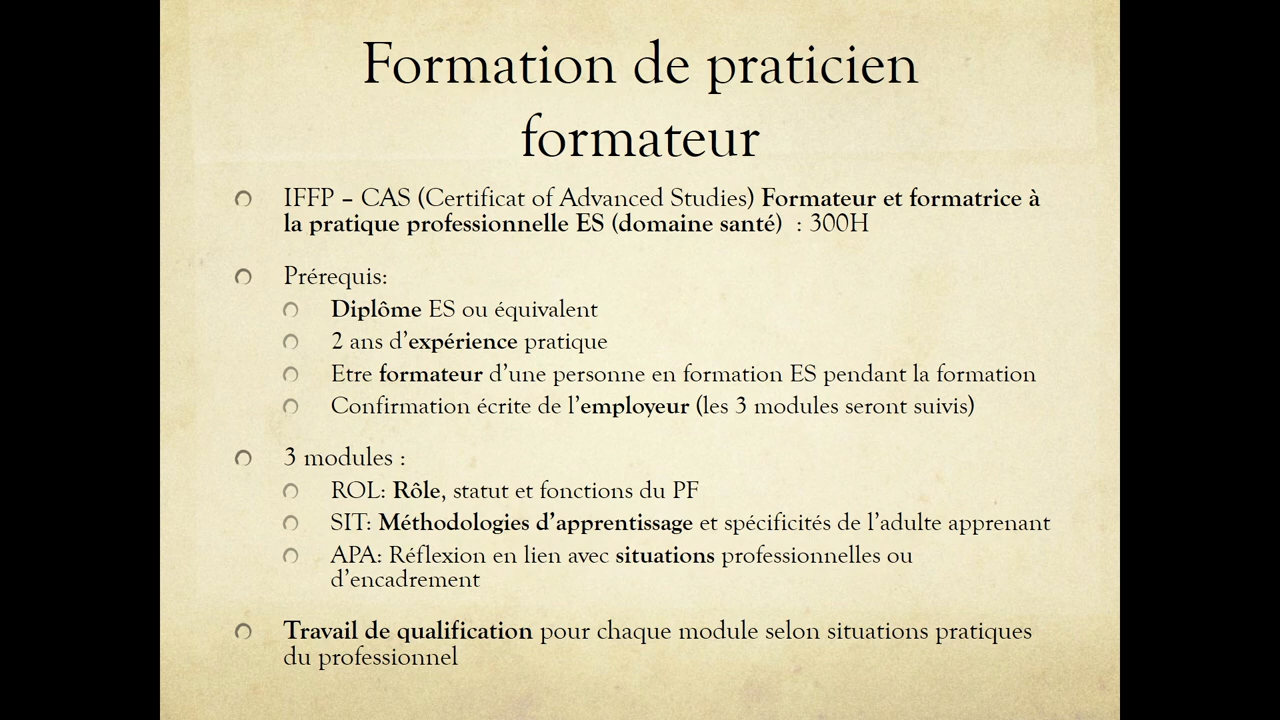 Formation de praticien
formateur
IFFP – CAS (Certificat of Advanced Studies) Formateur et formatrice à
la pratique professionnelle ES (domaine santé) : 300H
Prérequis:
Diplôme ES ou équivalent
2 ans d’expérience pratique
Etre formateur d’une personne en formation ES pendant la formation
Confirmation écrite de l’employeur (les 3 modules seront suivis)
3 modules :
ROL: Rôle, statut et fonctions du PF
SIT: Méthodologies d’apprentissage et spécificités de l’adulte apprenant
APA: Réflexion en lien avec situations professionnelles ou
d’encadrement
Travail de qualification pour chaque module selon situations pratiques
du professionnel